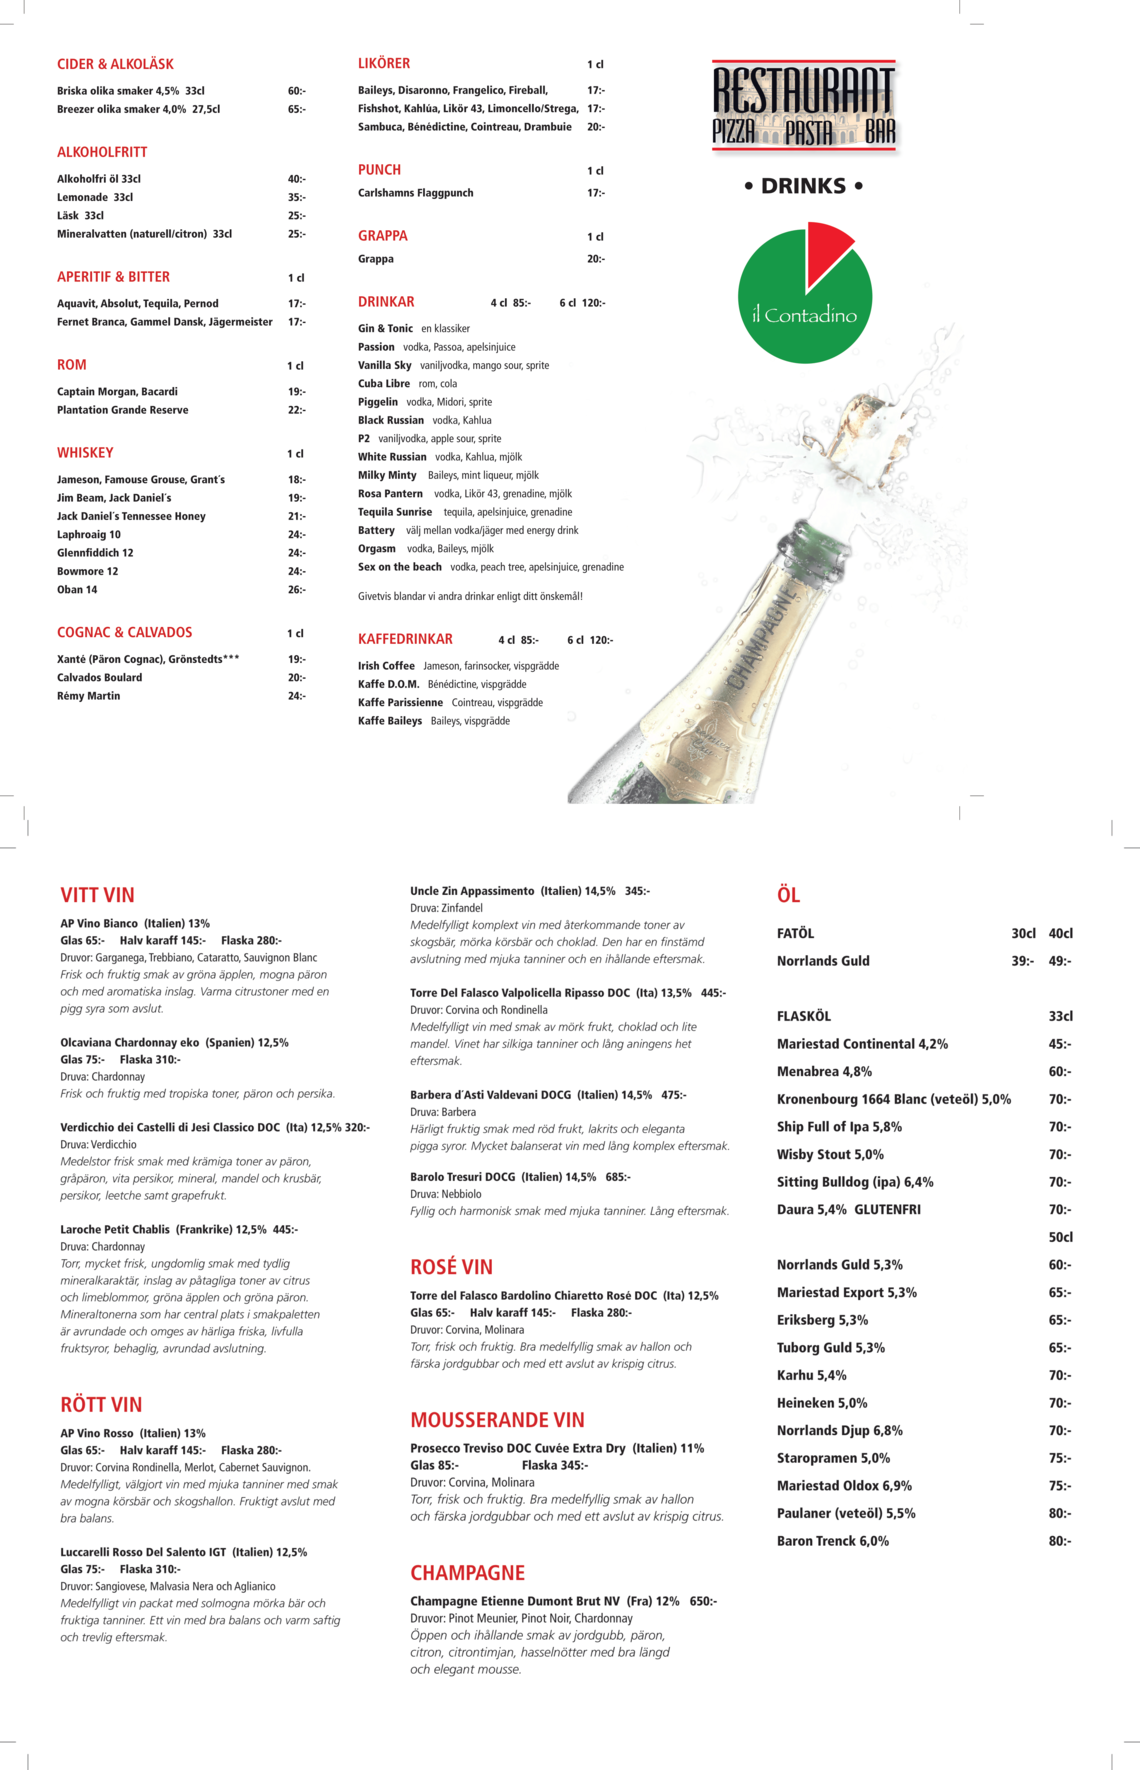 CIDER & ALKOLÄSK
Briska olika smaker 4,5% 33cl 60:-
Breezer olika smaker 4,0% 27,5cl 65:-
ALKOHOLFRITT
Alkoholfri öl 33cl 40:-
Lemonade 33cl 35:-
Läsk 33cl 25:-
Mineralvatten (naturell/citron) 33cl 25:-
APERITIF & BITTER 1 cl
Aquavit, Absolut, Tequila, Pernod 17:-
Fernet Branca, Gammel Dansk, Jägermeister 17:-
ROM 1 cl
Captain Morgan, Bacardi 19:-
Plantation Grande Reserve 22:-
WHISKEY 1 cl
Jameson, Famouse Grouse, Grant´s 18:-
Jim Beam, Jack Daniel´s 19:-
Jack Daniel´s Tennessee Honey 21:-
Laphroaig 10 24:-
Glennfiddich 12 24:-
Bowmore 12 24:-
Oban 14 26:-
COGNAC & CALVADOS 1 cl
Xanté (Päron Cognac), Grönstedts*** 19:-
Calvados Boulard 20:-
Rémy Martin 24:-
LIKÖRER 1 cl
Baileys, Disaronno, Frangelico, Fireball, 17:-
Fishshot, Kahlúa, Likör 43, Limoncello/Strega, 17:-
Sambuca, Bénédictine, Cointreau, Drambuie 20:-
PUNCH 1 cl
Carlshamns Flaggpunch 17:-
GRAPPA 1 cl
Grappa 20:-
DRINKAR 4 cl 85:- 6 cl 120:-
Gin & Tonic en klassiker
Passion vodka, Passoa, apelsinjuice
Vanilla Sky vaniljvodka, mango sour, sprite
Cuba Libre rom, cola
Piggelin vodka, Midori, sprite
Black Russian vodka, Kahlua
P2 vaniljvodka, apple sour, sprite
White Russian vodka, Kahlua, mjölk
Milky Minty Baileys, mint liqueur, mjölk
Rosa Pantern vodka, Likör 43, grenadine, mjölk
Tequila Sunrise tequila, apelsinjuice, grenadine
Battery välj mellan vodka/jäger med energy drink
Orgasm vodka, Baileys, mjölk
Sex on the beach vodka, peach tree, apelsinjuice, grenadine
Givetvis blandar vi andra drinkar enligt ditt önskemål!
KAFFEDRINKAR 4 cl 85:- 6 cl 120:-
Irish Coffee Jameson, farinsocker, vispgrädde
Kaffe D.O.M. Bénédictine, vispgrädde
Kaffe Parissienne Cointreau, vispgrädde
Kaffe Baileys Baileys, vispgrädde
RESTAURANT
PIZZA PASTA BAR
• DRINKS •
il Contadino
CHAMPAGNE
VITT VIN
AP Vino Bianco (Italien) 13%
Glas 65:- Halv karaff 145:- Flaska 280:-
Druvor: Garganega, Trebbiano, Cataratto, Sauvignon Blanc
Frisk och fruktig smak av gröna äpplen, mogna päron
och med aromatiska inslag. Varma citrustoner med en
pigg syra som avslut.
Olcaviana Chardonnay eko (Spanien) 12,5%
Glas 75:- Flaska 310:-
Druva: Chardonnay
Frisk och fruktig med tropiska toner, päron och persika.
Verdicchio dei Castelli di Jesi Classico DOC (Ita) 12,5% 320:-
Druva: Verdicchio
Medelstor frisk smak med krämiga toner av päron,
gråpäron, vita persikor, mineral, mandel och krusbär,
persikor, leetche samt grapefrukt.
Laroche Petit Chablis (Frankrike) 12,5% 445:-
Druva: Chardonnay
Torr, mycket frisk, ungdomlig smak med tydlig
mineralkaraktär, inslag av påtagliga toner av citrus
och limeblommor, gröna äpplen och gröna päron.
Mineraltonerna som har central plats i smakpaletten
är avrundade och omges av härliga friska, livfulla
fruktsyror, behaglig, avrundad avslutning.
RÖTT VIN
AP Vino Rosso (Italien) 13%
Glas 65:- Halv karaff 145:- Flaska 280:-
Druvor: Corvina Rondinella, Merlot, Cabernet Sauvignon.
Medelfylligt, välgjort vin med mjuka tanniner med smak
av mogna körsbär och skogshallon. Fruktigt avslut med
bra balans.
Luccarelli Rosso Del Salento IGT (Italien) 12,5%
Glas 75:- Flaska 310:-
Druvor: Sangiovese, Malvasia Nera och Aglianico
Medelfylligt vin packat med solmogna mörka bär och
fruktiga tanniner. Ett vin med bra balans och varm saftig
och trevlig eftersmak.
Uncle Zin Appassimento (Italien) 14,5% 345:-
Druva: Zinfandel
Medelfylligt komplext vin med återkommande toner av
skogsbär, mörka körsbär och choklad. Den har en finstämd
avslutning med mjuka tanniner och en ihållande eftersmak.
Torre Del Falasco Valpolicella Ripasso DOC (Ita) 13,5% 445:-
Druvor: Corvina och Rondinella
Medelfylligt vin med smak av mörk frukt, choklad och lite
mandel. Vinet har silkiga tanniner och lång aningens het
eftersmak.
Barbera d´Asti Valdevani DOCG (Italien) 14,5% 475:-
Druva: Barbera
Härligt fruktig smak med röd frukt, lakrits och eleganta
pigga syror. Mycket balanserat vin med lång komplex eftersmak.
Barolo Tresuri DOCG (Italien) 14,5% 685:-
Druva: Nebbiolo
Fyllig och harmonisk smak med mjuka tanniner. Lång eftersmak.
ROSÉ VIN
Torre del Falasco Bardolino Chiaretto Rosé DOC (Ita) 12,5%
Glas 65:- Halv karaff 145:- Flaska 280:-
Druvor: Corvina, Molinara
Torr, frisk och fruktig. Bra medelfyllig smak av hallon och
färska jordgubbar och med ett avslut av krispig citrus.
MOUSSERANDE VIN
Prosecco Treviso DOC Cuvée Extra Dry (Italien) 11%
Glas 85:- Flaska 345:-
Druvor: Corvina, Molinara
Torr, frisk och fruktig. Bra medelfyllig smak av hallon
och färska jordgubbar och med ett avslut av krispig citrus.
CHAMPAGNE
Champagne Etienne Dumont Brut NV (Fra) 12% 650:-
Druvor: Pinot Meunier, Pinot Noir, Chardonnay
Öppen och ihållande smak av jordgubb, päron,
citron, citrontimjan, hasselnötter med bra längd
och elegant mousse.
ÖL
FATÖL 30cl 40cl
Norrlands Guld 39:- 49:-
FLASKÖL 33cl
Mariestad Continental 4,2% 45:-
Menabrea 4,8% 60:-
Kronenbourg 1664 Blanc (veteöl) 5,0% 70:-
Ship Full of Ipa 5,8% 70:-
Wisby Stout 5,0% 70:-
Sitting Bulldog (ipa) 6,4% 70:-
Daura 5,4% GLUTENFRI 70:-
50cl
Norrlands Guld 5,3% 60:-
Mariestad Export 5,3% 65:-
Eriksberg 5,3% 65:-
Tuborg Guld 5,3% 65:-
Karhu 5,4% 70:-
Heineken 5,0% 70:-
Norrlands Djup 6,8% 70:-
Staropramen 5,0% 75:-
Mariestad Oldox 6,9% 75:-
Paulaner (veteöl) 5,5% 80:-
Baron Trenck 6,0% 80:-